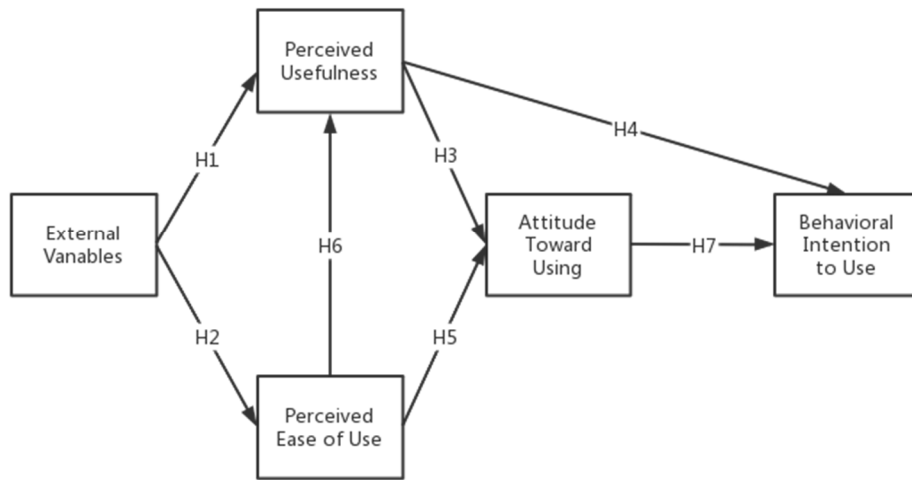 Perceived
Usefulness
H1
H3
H4
External
Vanables
H6
Attitude
Toward
Using
H7
Behavioral
Intention
to Use
H2
H5
Perceived
Ease of Use